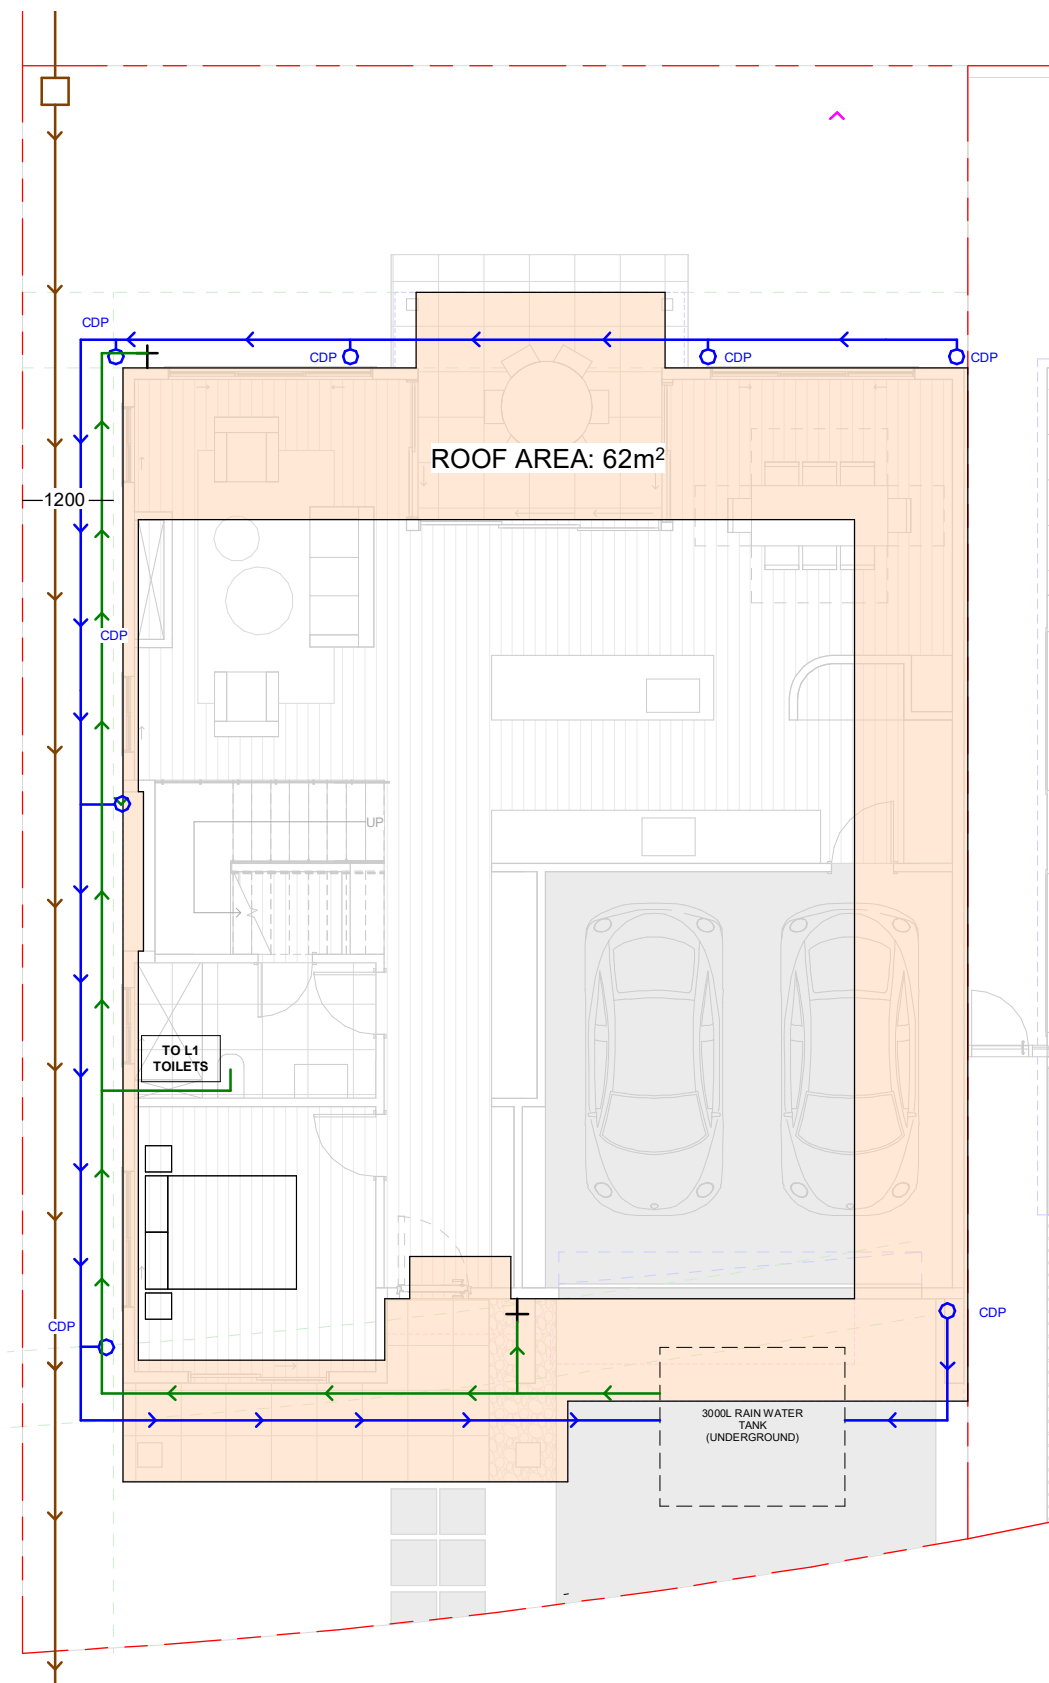 CDP
CDP
CDP
CDP
ROOF AREA: 62m²
1200
CDP
UP
TO L1
TOILETS
CDP
CDP
3000L RAIN WATER
TANK
(UNDERGROUND)